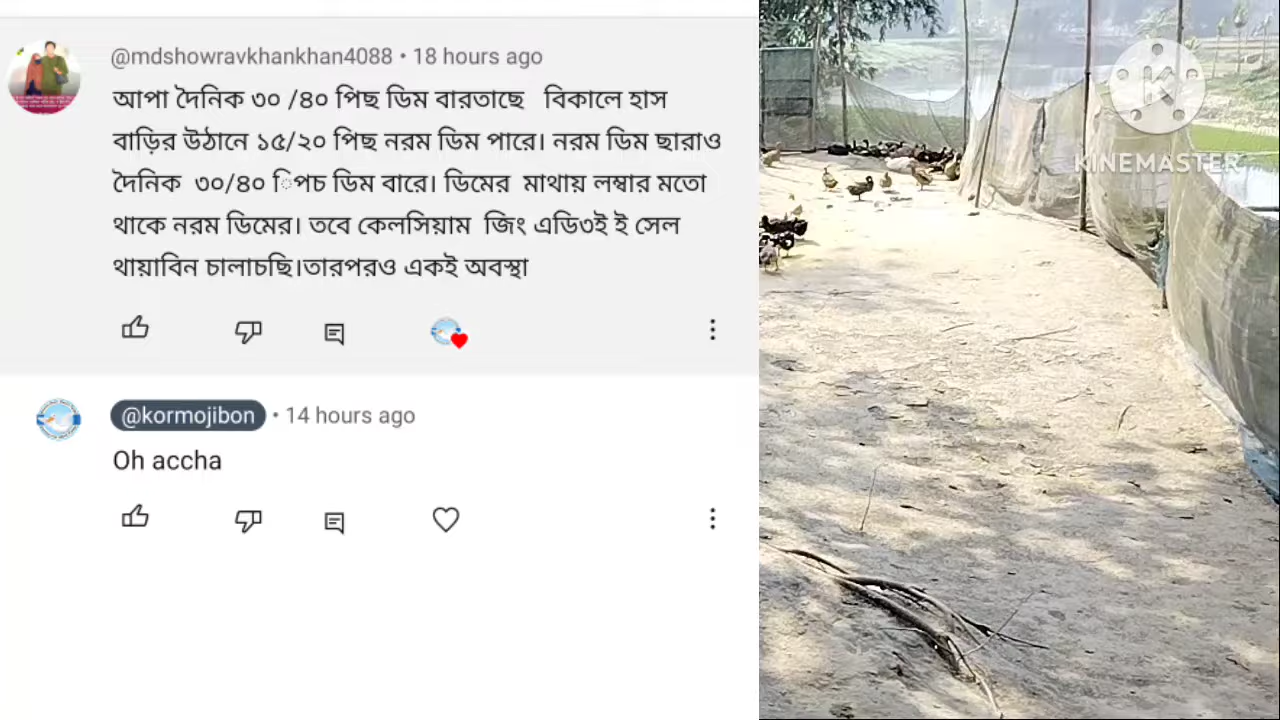 @mdshowravkhankhan4088 • 18 hours ago
আপা দৈনিক ৩০ /৪০ পিছ ডিম বারতাছে বিকালে হাস
বাড়ির উঠানে ১৫/২০ পিছ নরম ডিম পারে। নরম ডিম ছারাও
দৈনিক ৩০/৪০ িপচ ডিম বারে। ডিমের মাথায় লম্বার মতো
থাকে নরম ডিমের। তবে কেলসিয়াম জিং এডি৩ই ই সেল
থায়াবিন চালাচছি।তারপরও একই অবস্থা
@kormojibon • 14 hours ago
Oh accha
KINEMASTER